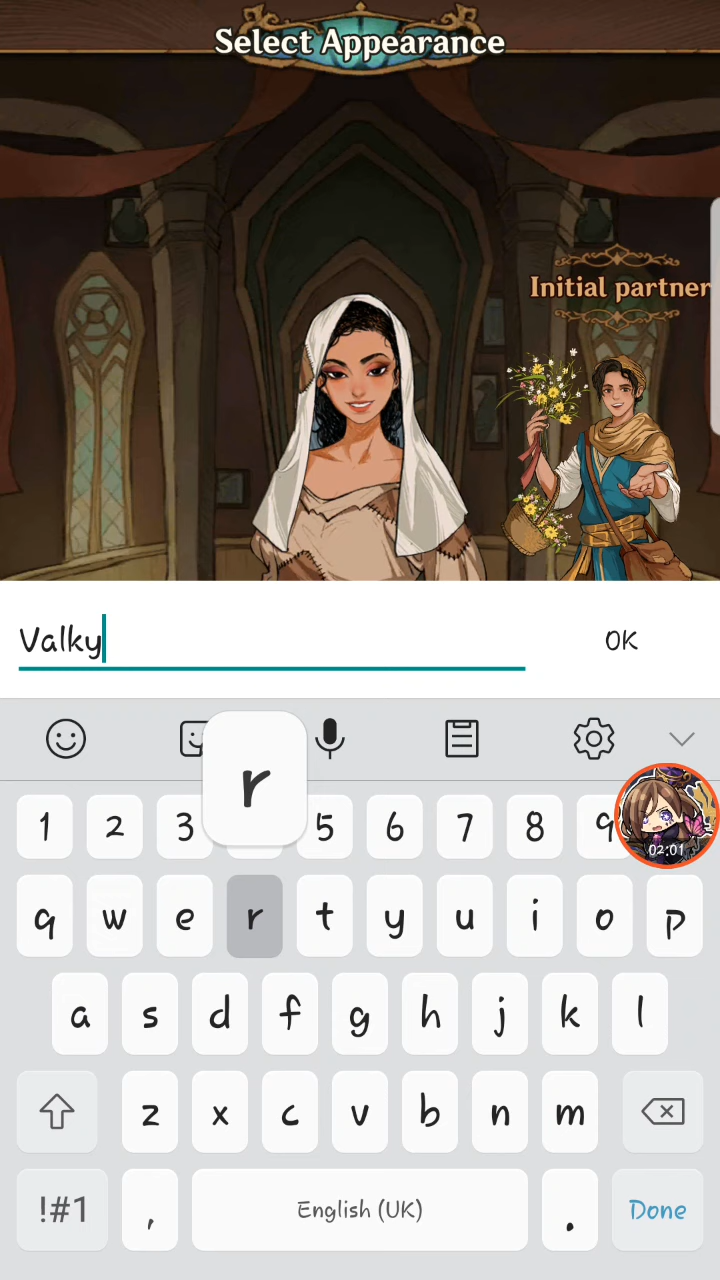 Select Appearance
Initial partner
Valky
OK
r
1 2 3 5 6 7 8 9
02:01
q w e r t y u i o p
a s d f g h j k l
z x c v b n m
!#1 , English (UK) . Done